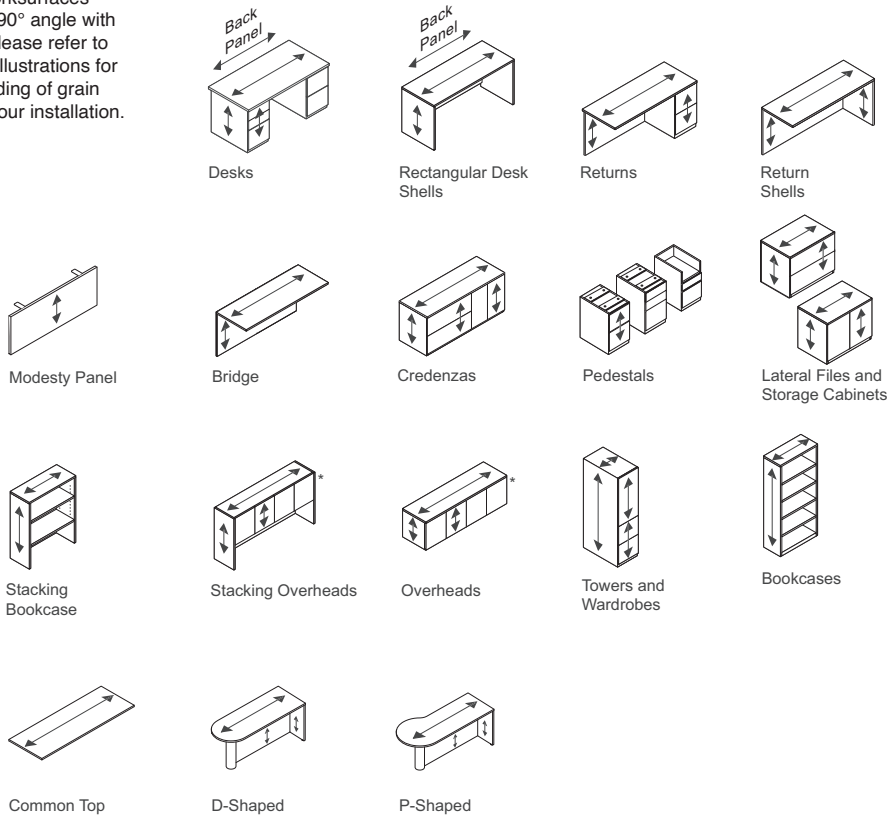 90° angle with
lease refer to
llustrations for
ding of grain
our installation.
Back
Panel
Back
Panel
Desks
Rectangular Desk
Shells
Returns
Return
Shells
Modesty Panel
Bridge
Credenzas
Pedestals
Lateral Files and
Storage Cabinets
*
*
Stacking
Bookcase
Stacking Overheads
Overheads
Towers and
Wardrobes
Bookcases
Common Top
D-Shaped
P-Shaped